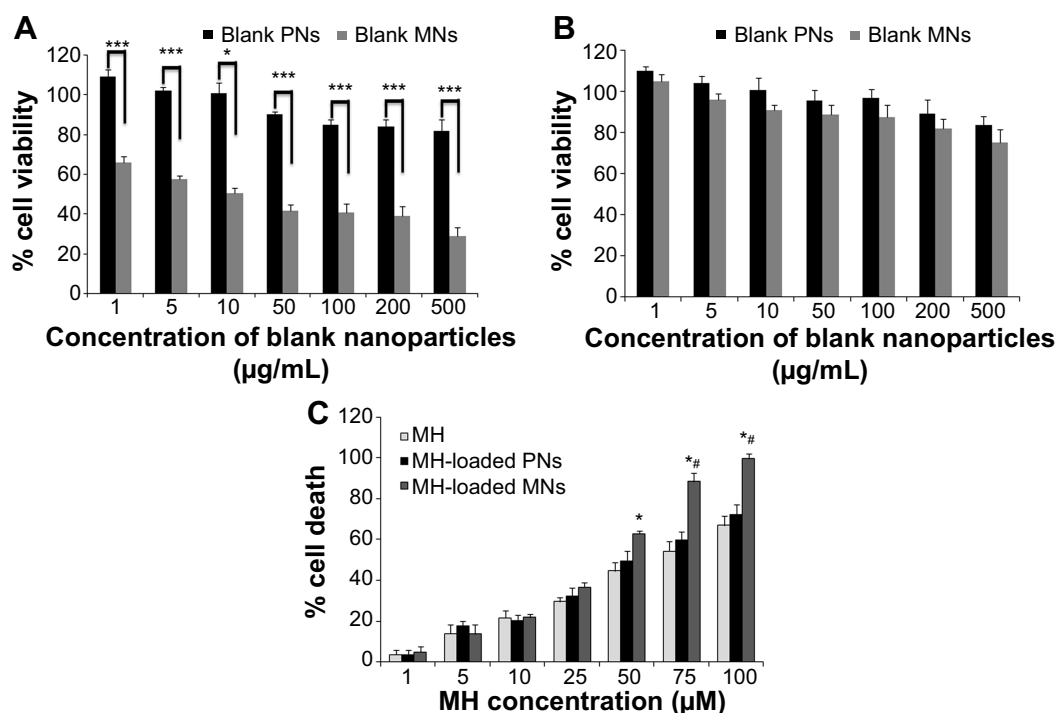 A
Blank PNs Blank MNs
120
100
80
60
40
20
0
*** *** * *** *** *** ***
% cell viability
1 5 10 50 100 200 500
Concentration of blank nanoparticles
(µg/mL)
B
Blank PNs Blank MNs
120
100
80
60
40
20
0
% cell viability
1 5 10 50 100 200 500
Concentration of blank nanoparticles
(µg/mL)
C
MH
MH-loaded PNs
MH-loaded MNs
120
100
80
60
40
20
0
* *# *#
% cell death
1 5 10 25 50 75 100
MH concentration (µM)